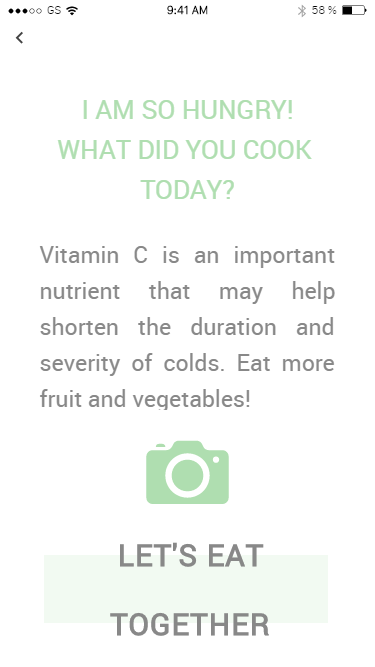 GS 9:41 AM 58 %
I AM SO HUNGRY!
WHAT DID YOU COOK
TODAY?
Vitamin C is an important
nutrient that may help
shorten the duration and
severity of colds. Eat more
fruit and vegetables!
LET'S EAT
TOGETHER